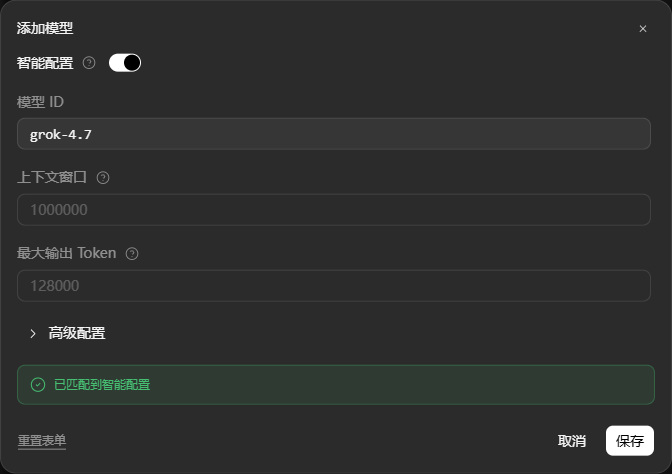 添加模型
智能配置
模型 ID
grok-4.7
上下文窗口
1000000
最大输出 Token
128000
高级配置
已匹配到智能配置
重置表单 取消 保存